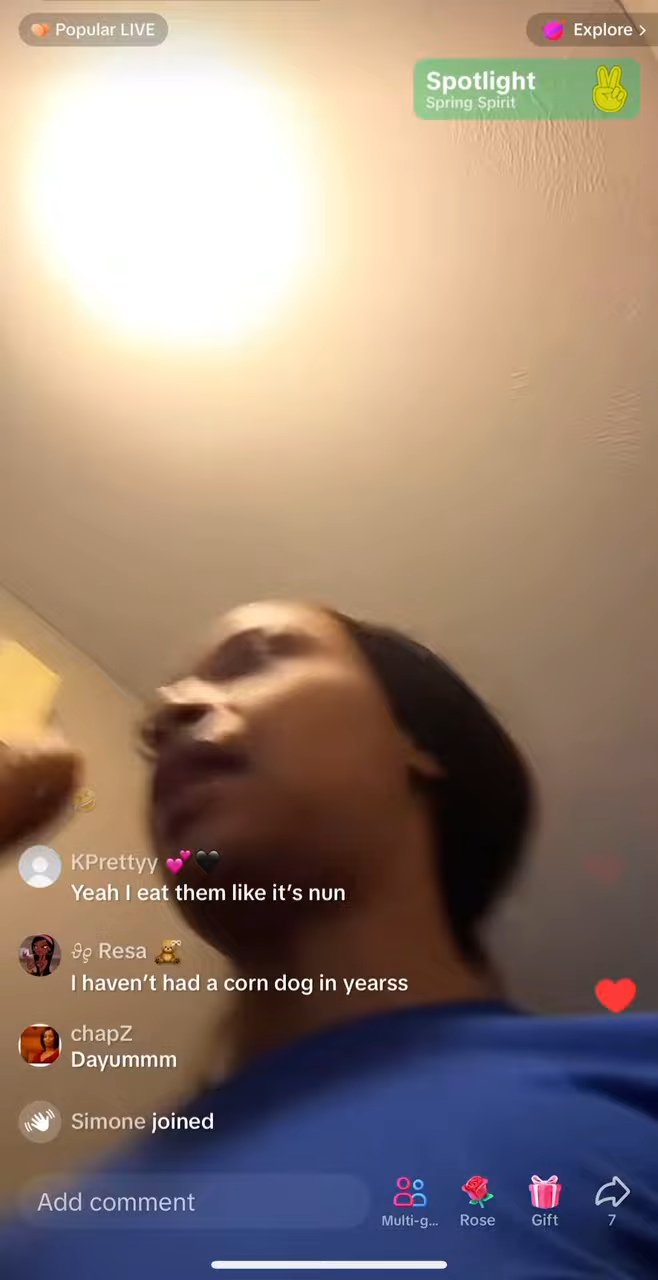 Popular LIVE
Explore >
Spotlight
Spring Spirit
KPrettyy 💕🖤
Yeah I eat them like it’s nun
𝜗𝜚 Resa 🧸
I haven’t had a corn dog in yearss
chapZ
Dayummm
Simone joined
Add comment
Multi-g...
Rose
Gift
7